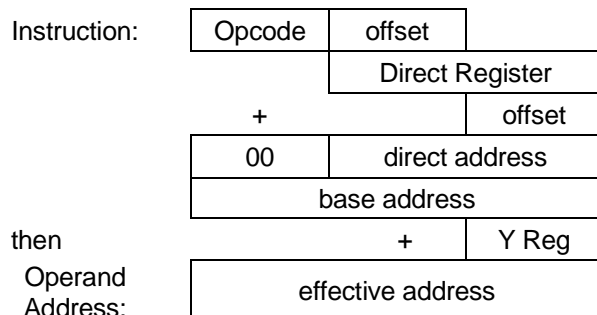 Instruction: Opcode offset
Direct Register
+ offset
00 direct address
base address
then + Y Reg
Operand
effective address
Address: